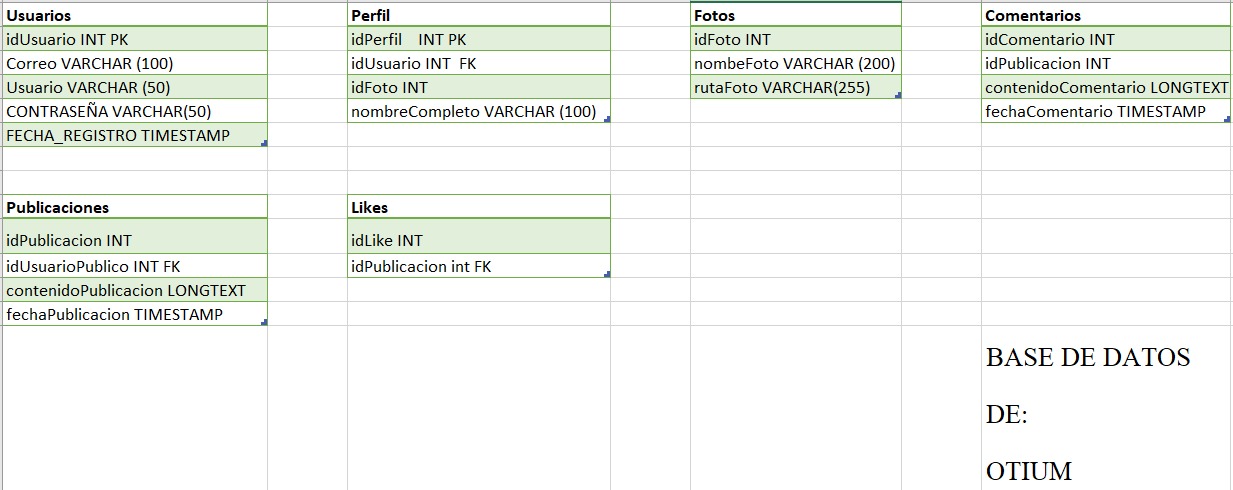 Usuarios
idUsuario INT PK
Correo VARCHAR (100)
Usuario VARCHAR (50)
CONTRASEÑA VARCHAR(50)
FECHA_REGISTRO TIMESTAMP
Perfil
idPerfil    INT PK
idUsuario INT  FK
idFoto INT
nombreCompleto VARCHAR (100)
Fotos
idFoto INT
nombeFoto VARCHAR (200)
rutaFoto VARCHAR(255)
Comentarios
idComentario INT
idPublicacion INT
contenidoComentario LONGTEXT
fechaComentario TIMESTAMP
Publicaciones
idPublicacion INT
idUsuarioPublico INT FK
contenidoPublicacion LONGTEXT
fechaPublicacion TIMESTAMP
Likes
idLike INT
idPublicacion int FK
BASE DE DATOS
DE:
OTIUM